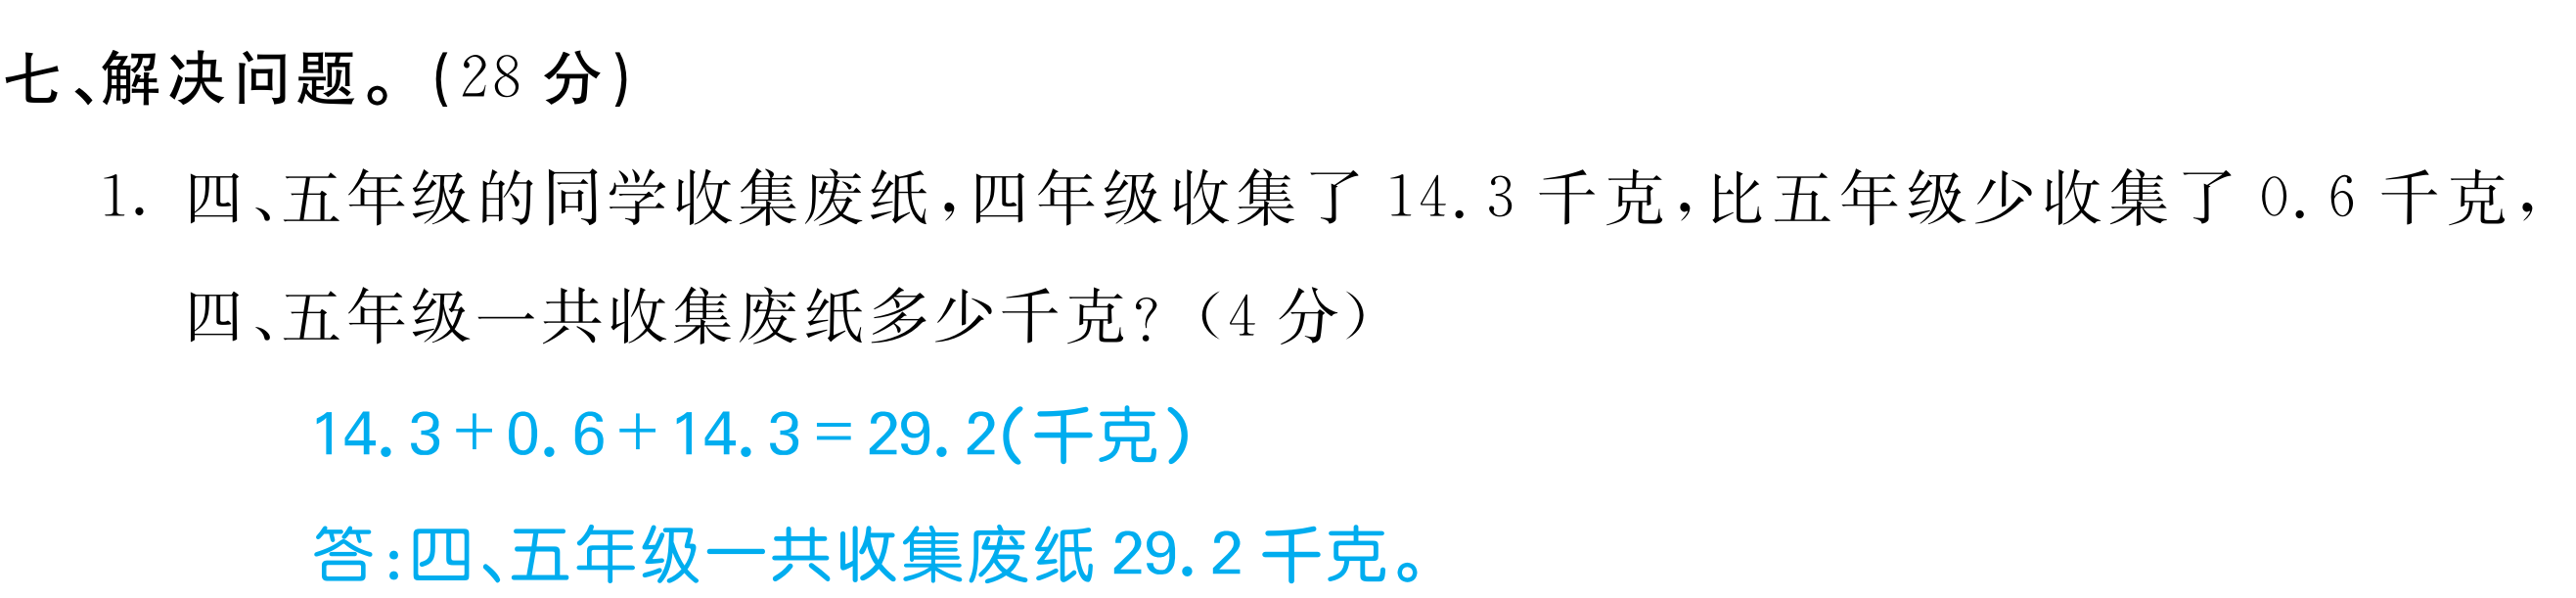 七、解决问题。(28 分)
1. 四、五年级的同学收集废纸,四年级收集了 14.3 千克,比五年级少收集了 0.6 千克,
四、五年级一共收集废纸多少千克?(4 分)
14.3+0.6+14.3=29.2(千克)
答:四、五年级一共收集废纸 29.2 千克。